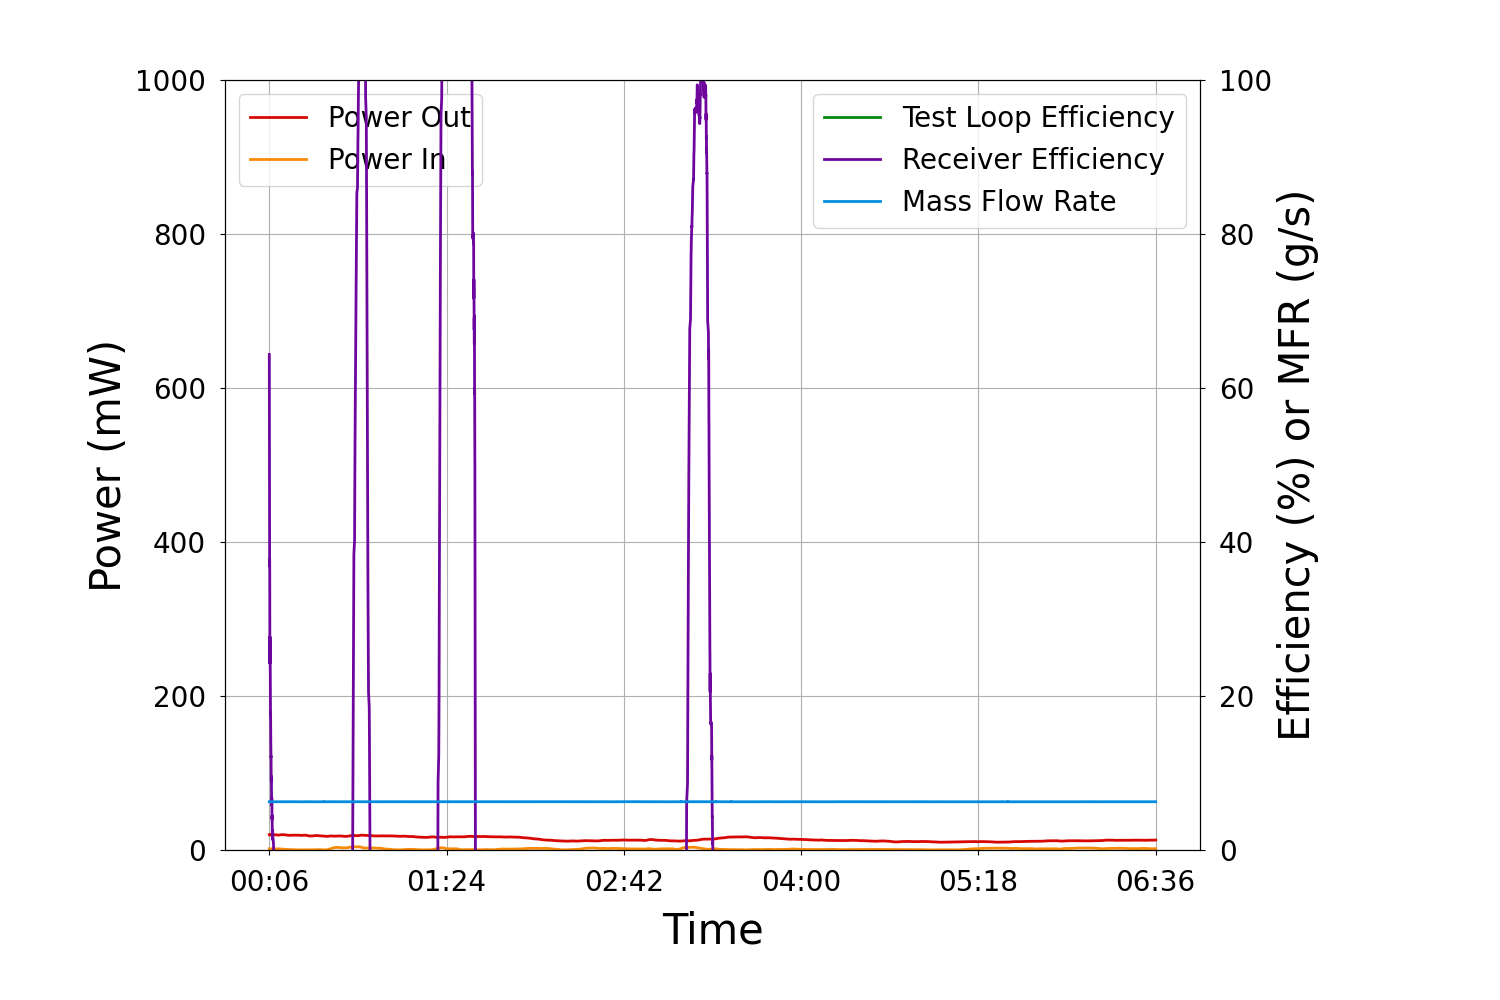 Power (mW)
1000
800
600
400
200
0
Power Out
Power In
Test Loop Efficiency
Receiver Efficiency
Mass Flow Rate
100
80
60
40
20
0
Efficiency (%) or MFR (g/s)
00:06 01:24 02:42 04:00 05:18 06:36
Time